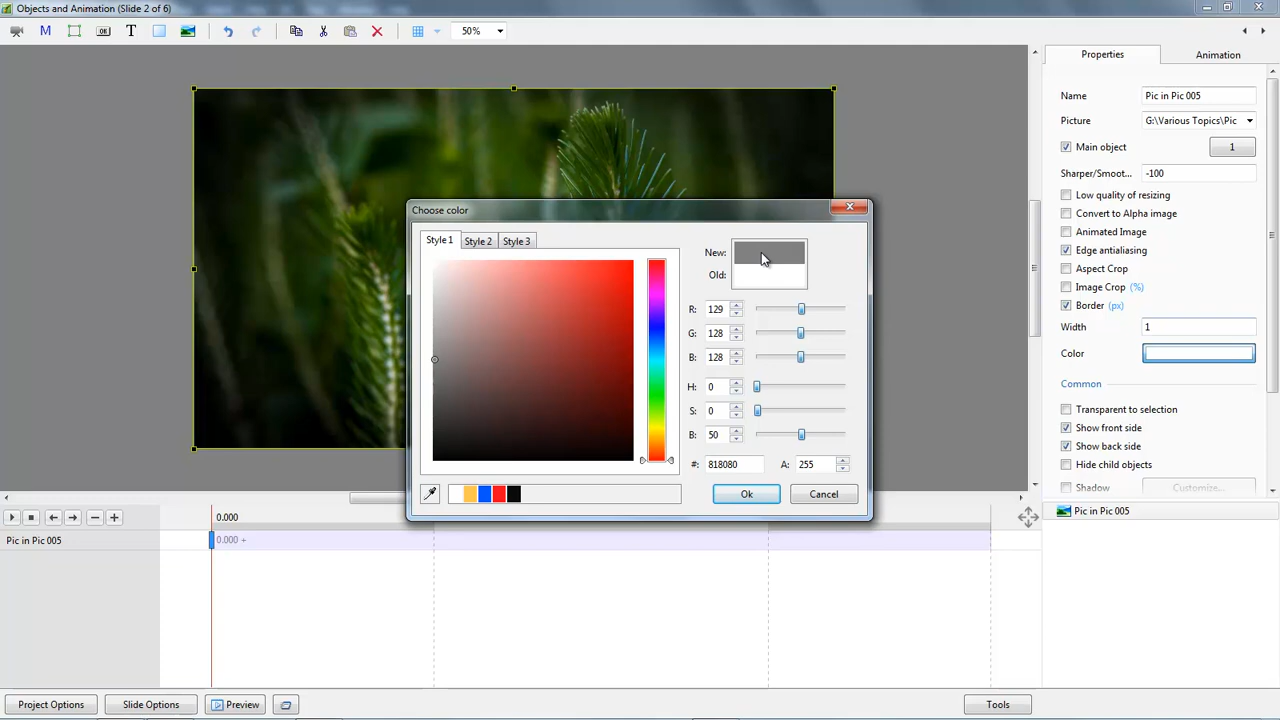 Objects and Animation (Slide 2 of 6)
M OK T 50%
Properties Animation
Name Pic in Pic 005
Picture G:\Various Topics\Pic
Main object 1
Sharper/Smoot... -100
Low quality of resizing
Convert to Alpha image
Animated Image
Edge antialiasing
Aspect Crop
Image Crop (%)
Border (px)
Width 1
Color
Common
Transparent to selection
Show front side
Show back side
Hide child objects
Shadow Customize...
Pic in Pic 005
Choose color
Style 1 Style 2 Style 3
New:
Old:
R: 129
G: 128
B: 128
H: 0
S: 0
B: 50
#: 818080 A: 255
Ok Cancel
0.000
Pic in Pic 005 0.000 +
Project Options Slide Options Preview Tools